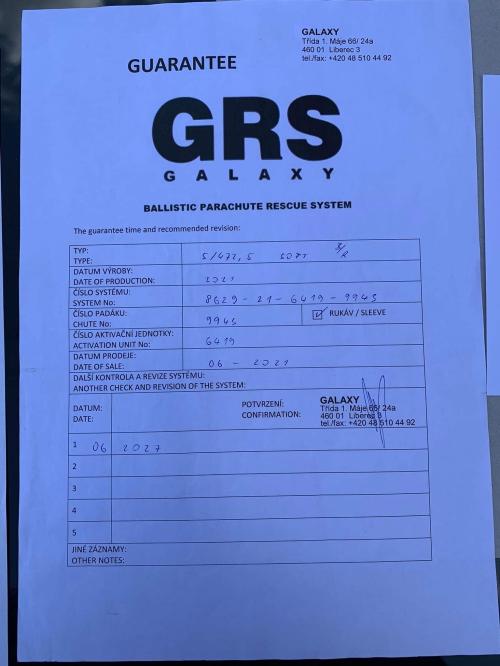 GALAXY
Třída 1. Máje 66/ 24a
460 01 Liberec 3
tel./fax: +420 48 510 44 92
GUARANTEE
GRS
GALAXY
BALLISTIC PARACHUTE RESCUE SYSTEM
The guarantee time and recommended revision:
TYP:
TYPE: 5/472,5 SDTI
DATUM VÝROBY:
DATE OF PRODUCTION: 2021
ČÍSLO SYSTÉMU:
SYSTEM No: 8629-21-6419-9945
ČÍSLO PADÁKU:
CHUTE No: 9945 RUKÁV / SLEEVE
ČÍSLO AKTIVAČNÍ JEDNOTKY:
ACTIVATION UNIT No: 6419
DATUM PRODEJE:
DATE OF SALE: 06 - 2021
DALŠÍ KONTROLA A REVIZE SYSTÉMU:
ANOTHER CHECK AND REVISION OF THE SYSTEM:
DATUM:
DATE:
POTVRZENÍ:
CONFIRMATION:
GALAXY
Třída 1. Máje 66/ 24a
460 01 Liberec 3
tel./fax: +420 48 510 44 92
1 06 2027
2
3
4
5
JINÉ ZÁZNAMY:
OTHER NOTES: